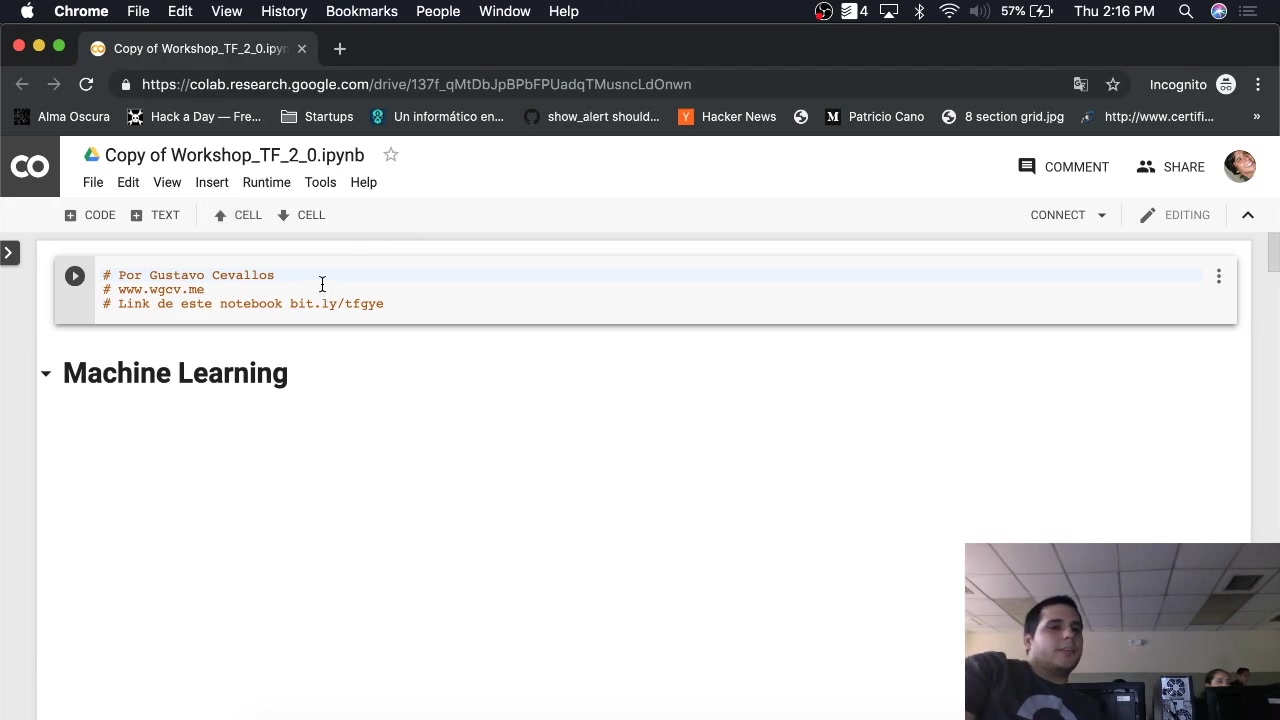 Chrome File Edit View History Bookmarks People Window Help 4 57% Thu 2:16 PM
Copy of Workshop_TF_2_0.ipyn
https://colab.research.google.com/drive/137f_qMtDbJpBPbFPUadqTMusncLdOnwn Incognito
Alma Oscura Hack a Day — Fre... Startups Un informático en... show_alert should... Hacker News Patricio Cano 8 section grid.jpg http://www.certifi... »
CO Copy of Workshop_TF_2_0.ipynb COMMENT SHARE
File Edit View Insert Runtime Tools Help
CODE TEXT CELL CELL CONNECT EDITING
# Por Gustavo Cevallos
# www.wgcv.me
# Link de este notebook bit.ly/tfgye
Machine Learning